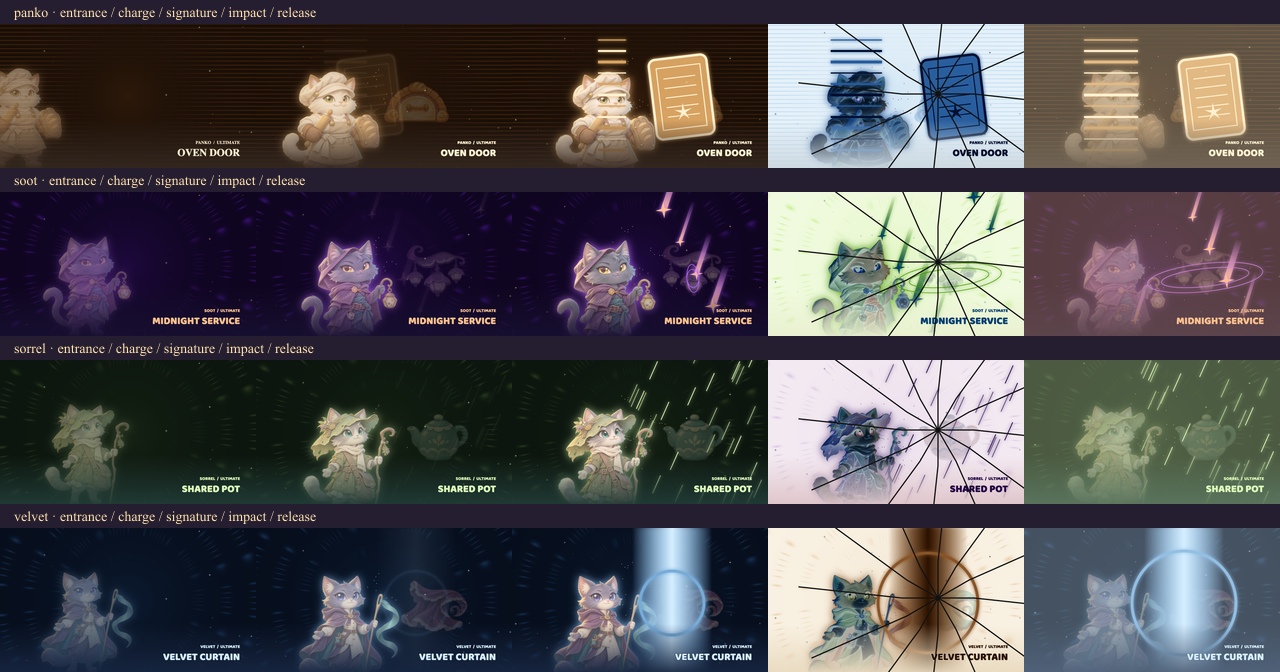 panko · entrance / charge / signature / impact / release
PANKO / ULTIMATE
OVEN DOOR
PANKO / ULTIMATE
OVEN DOOR
PANKO / ULTIMATE
OVEN DOOR
PANKO / ULTIMATE
OVEN DOOR
PANKO / ULTIMATE
OVEN DOOR
soot · entrance / charge / signature / impact / release
SOOT / ULTIMATE
MIDNIGHT SERVICE
SOOT / ULTIMATE
MIDNIGHT SERVICE
SOOT / ULTIMATE
MIDNIGHT SERVICE
SOOT / ULTIMATE
MIDNIGHT SERVICE
SOOT / ULTIMATE
MIDNIGHT SERVICE
sorrel · entrance / charge / signature / impact / release
SORREL / ULTIMATE
SHARED POT
SORREL / ULTIMATE
SHARED POT
SORREL / ULTIMATE
SHARED POT
SORREL / ULTIMATE
SHARED POT
SORREL / ULTIMATE
SHARED POT
velvet · entrance / charge / signature / impact / release
VELVET / ULTIMATE
VELVET CURTAIN
VELVET / ULTIMATE
VELVET CURTAIN
VELVET / ULTIMATE
VELVET CURTAIN
VELVET / ULTIMATE
VELVET CURTAIN
VELVET / ULTIMATE
VELVET CURTAIN